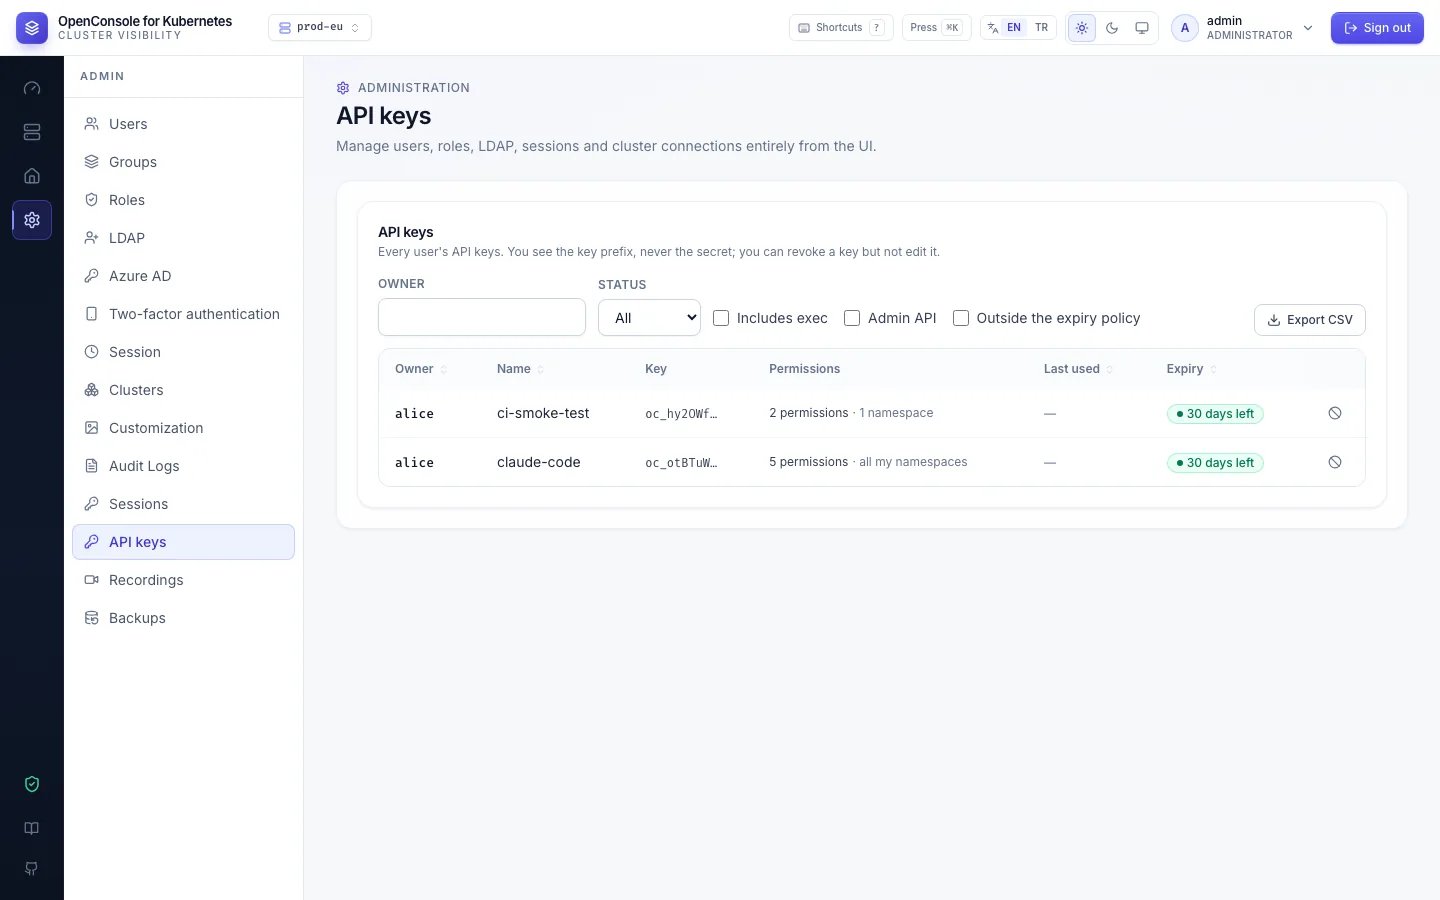 OpenConsole for Kubernetes
CLUSTER VISIBILITY
prod-eu
Shortcuts ?
Press ⌘K
EN TR
A
admin
ADMINISTRATOR
Sign out
ADMIN
Users
Groups
Roles
LDAP
Azure AD
Two-factor authentication
Session
Clusters
Customization
Audit Logs
Sessions
API keys
Recordings
Backups
ADMINISTRATION
API keys
Manage users, roles, LDAP, sessions and cluster connections entirely from the UI.
API keys
Every user's API keys. You see the key prefix, never the secret; you can revoke a key but not edit it.
OWNER STATUS
All Includes exec Admin API Outside the expiry policy Export CSV
Owner Name Key Permissions Last used Expiry
alice ci-smoke-test oc_hy2OWf… 2 permissions · 1 namespace — 30 days left
alice claude-code oc_otBTuW… 5 permissions · all my namespaces — 30 days left